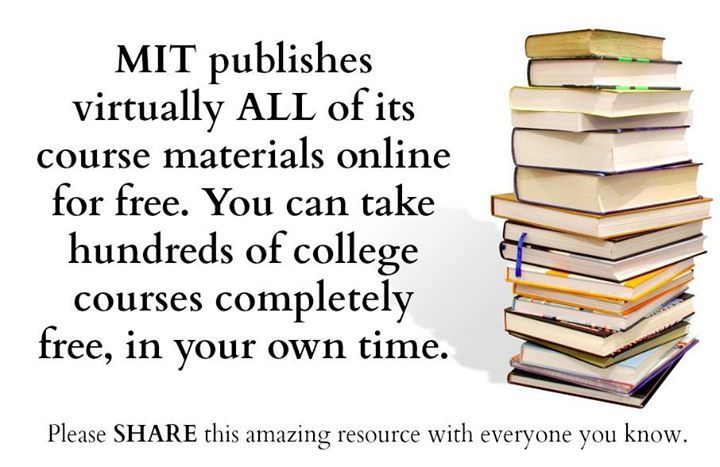 MIT publishes
virtually ALL of its
course materials online
for free. You can take
hundreds of college
courses completely
free, in your own time.
Please SHARE this amazing resource with everyone you know.